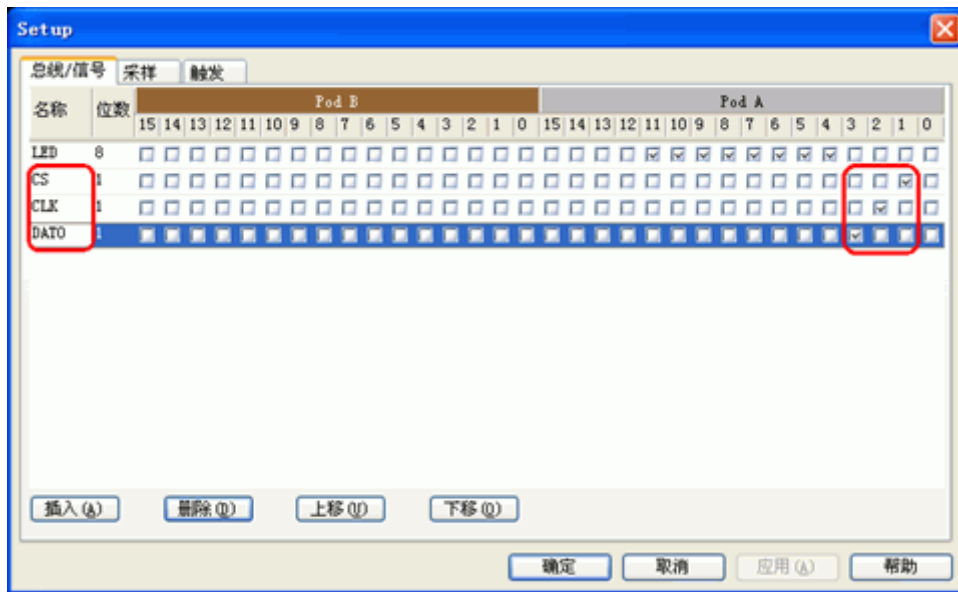 Setup
总线/信号 采样 触发
名称 位数 Pod B Pod A
15 14 13 12 11 10 9 8 7 6 5 4 3 2 1 0 15 14 13 12 11 10 9 8 7 6 5 4 3 2 1 0
LED 8
CS 1
CLK 1
DATO 1
插入(A) 删除(D) 上移(U) 下移(O)
确定 取消 应用(A) 帮助